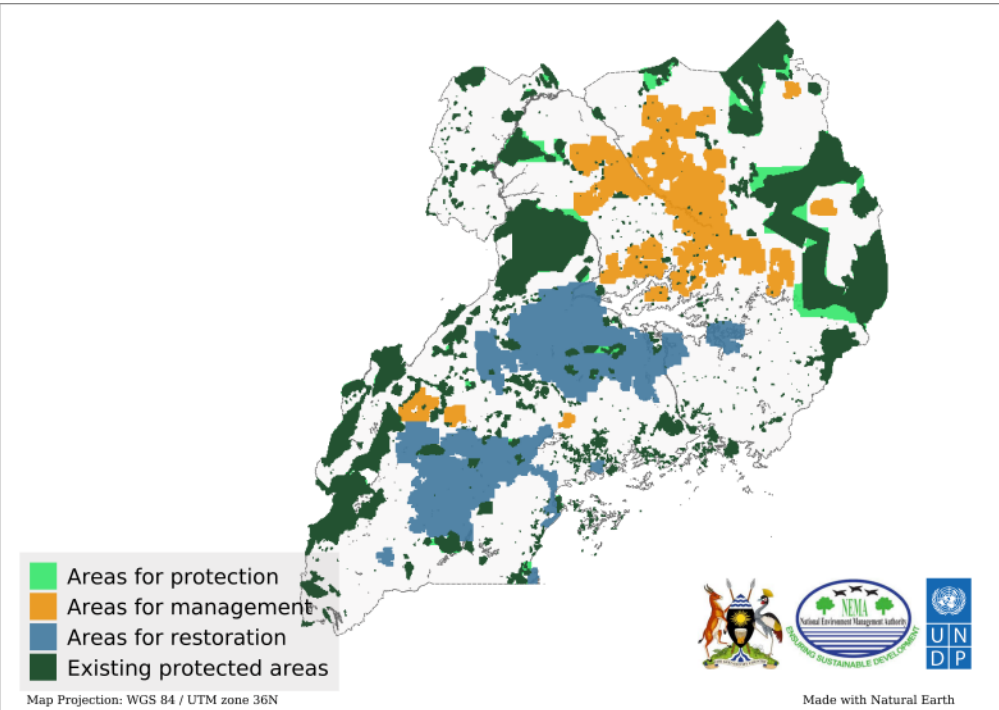 Areas for protection
Areas for management
Areas for restoration
Existing protected areas
Map Projection: WGS 84 / UTM zone 36N
NEMA
National Environment Management Authority
ENSURING SUSTAINABLE DEVELOPMENT
U N
D P
Made with Natural Earth